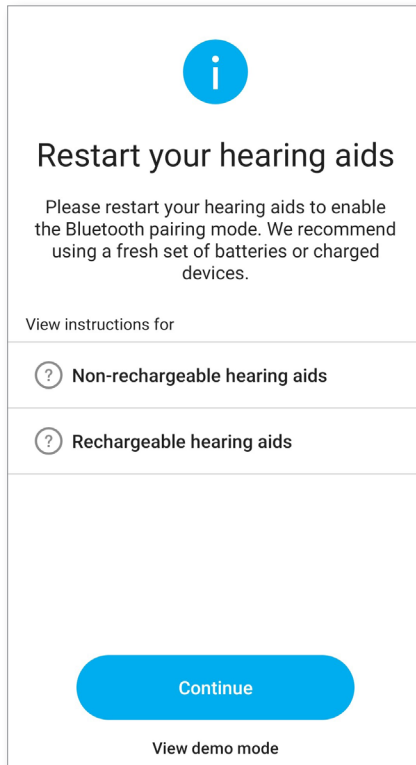 i
Restart your hearing aids
Please restart your hearing aids to enable
the Bluetooth pairing mode. We recommend
using a fresh set of batteries or charged
devices.
View instructions for
? Non-rechargeable hearing aids
? Rechargeable hearing aids
Continue
View demo mode